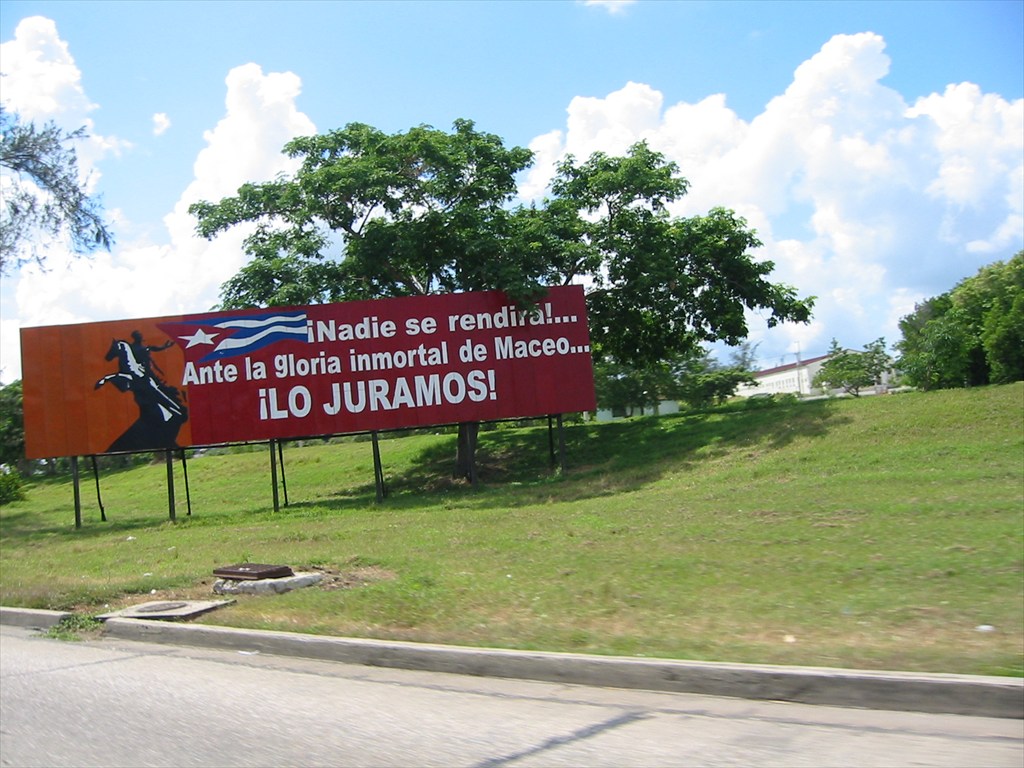 ¡Nadie se rendirá!...
Ante la gloria inmortal de Maceo...
¡LO JURAMOS!